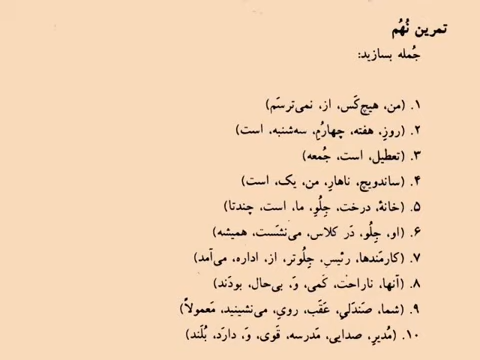 تمرین نُهُم
جُمله بسازید:
۱. (من، هیچ‌کَس، از، نمی‌ترسَم)
۲. (روزِ، هفته، چهارُمِ، سه‌شنبه، است)
۳. (تعطیل، است، جُمعه)
۴. (ساندویچ، ناهارِ، من، یک، است)
۵. (خانهٔ، درخت، جِلُوِ، ما، است، چندتا)
۶. (او، جِلُو، دَر کلاس، می‌نشَست، همیشه)
۷. (کارمندها، رئیسِ، جِلُوتر، از، اداره، می‌آمد)
۸. (آنها، ناراحَت، کَمی، وَ، بی‌حال، بودَند)
۹. (شما، صَندَلیِ، عَقَب، رویِ، می‌نشینید، مَعمولاً)
۱۰. (مُدیرِ، صدایی، مَدرسه، قَوی، وَ، دارَد، بُلَند)